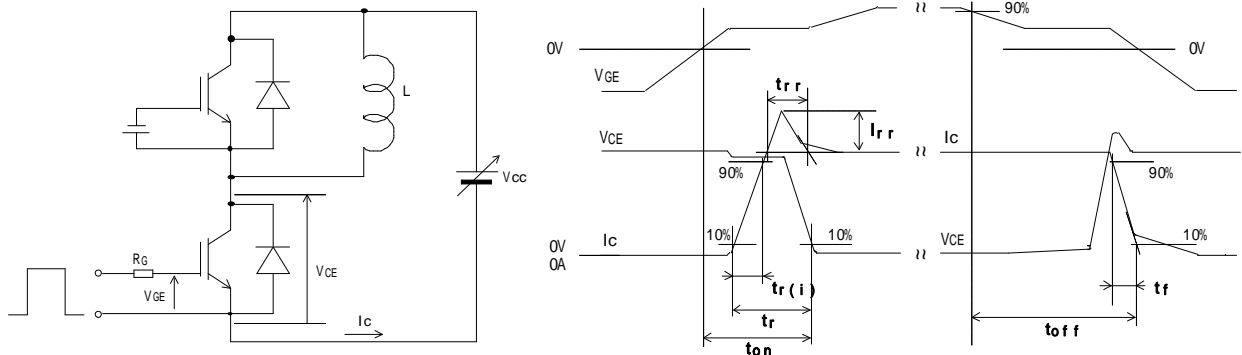 L
Vcc
RG
VGE
VCE
Ic
0V
VGE
90%
0V
trr
Irr
VCE
Ic
90%
90%
0V
0A
Ic
10%
10%
VCE
10%
tr(i)
tr
ton
tf
toff